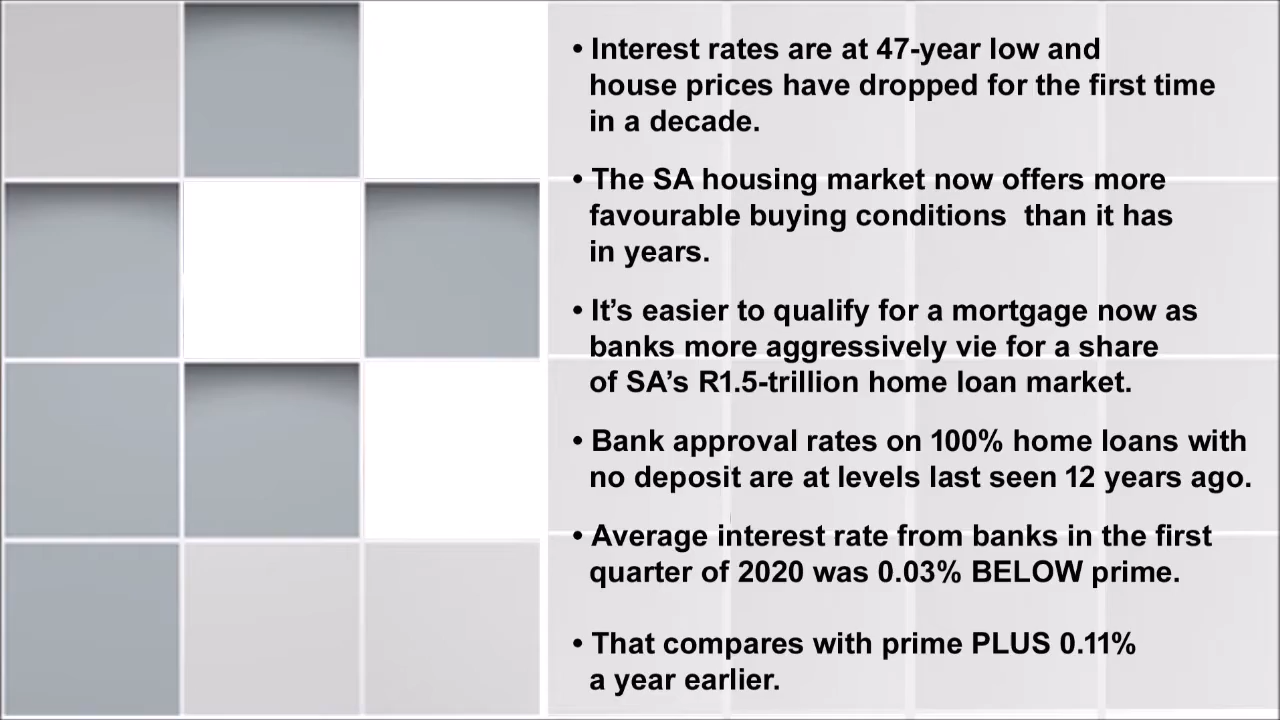 • Interest rates are at 47-year low and
house prices have dropped for the first time
in a decade.
• The SA housing market now offers more
favourable buying conditions  than it has
in years.
• It’s easier to qualify for a mortgage now as
banks more aggressively vie for a share
of SA’s R1.5-trillion home loan market.
• Bank approval rates on 100% home loans with
no deposit are at levels last seen 12 years ago.
• Average interest rate from banks in the first
quarter of 2020 was 0.03% BELOW prime.
• That compares with prime PLUS 0.11%
a year earlier.